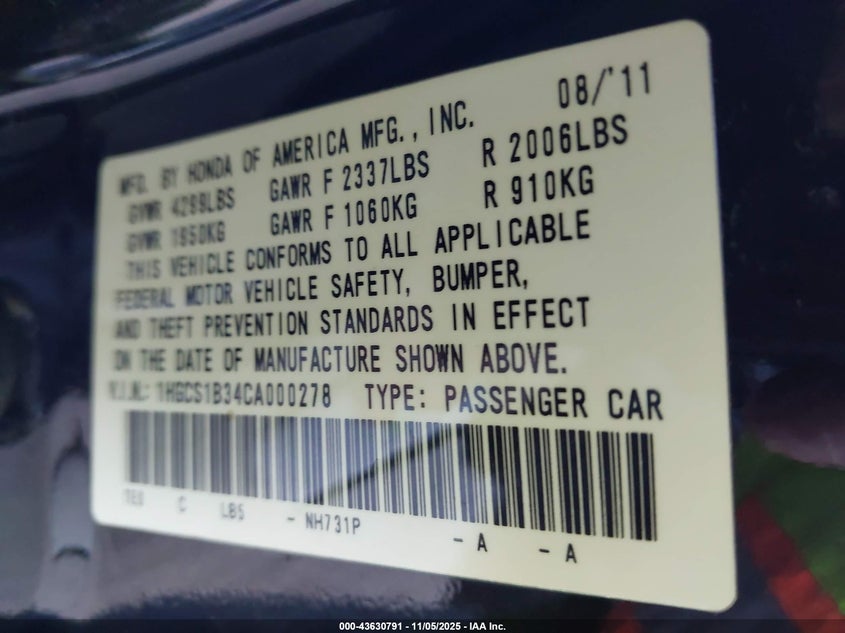 08/'11
MFD. BY HONDA OF AMERICA MFG., INC.
GVWR 4299LBS GAWR F 2337LBS R 2006LBS
GVWR 1950KG GAWR F 1060KG R 910KG
THIS VEHICLE CONFORMS TO ALL APPLICABLE
FEDERAL MOTOR VEHICLE SAFETY, BUMPER,
AND THEFT PREVENTION STANDARDS IN EFFECT
ON THE DATE OF MANUFACTURE SHOWN ABOVE.
V.I.N.: 1HGCS1B34CA000278 TYPE: PASSENGER CAR
C - NH731P - A - A
000-43630791 - 11/05/2025 - IAA Inc.